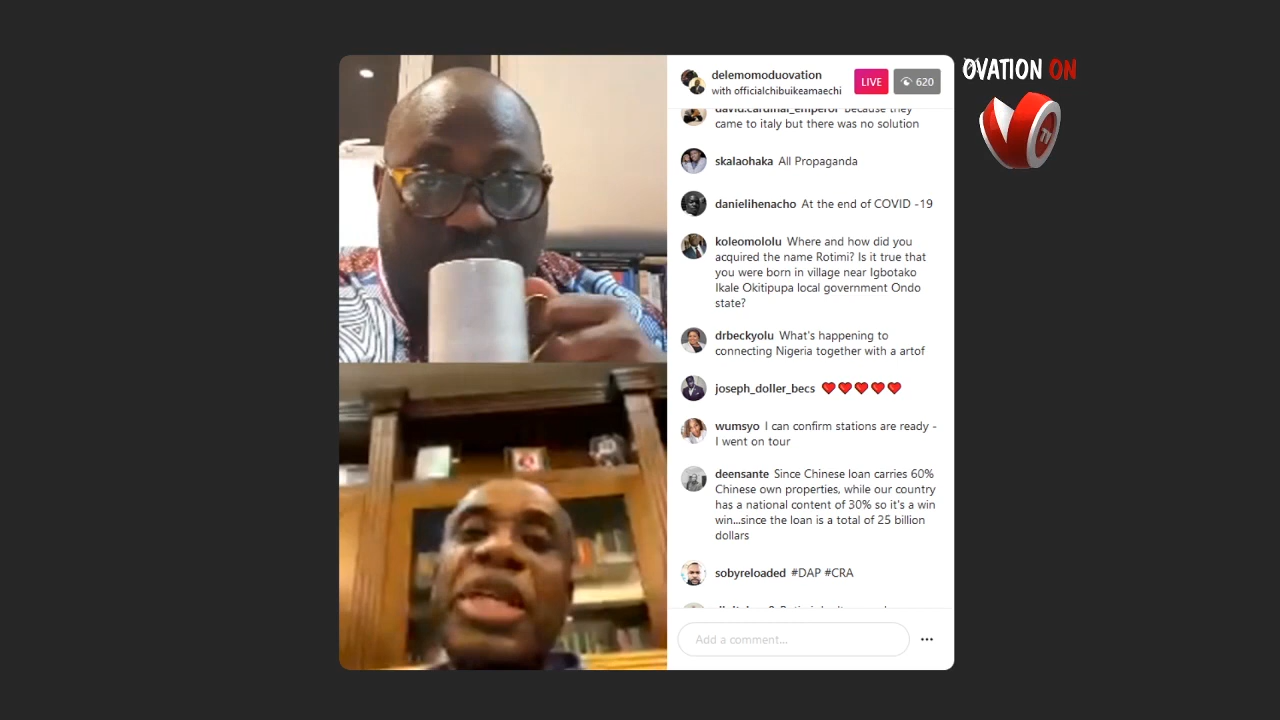 OVATION ON
delemomoduovation
with officialchibuikeamaechi
LIVE
620
david.cardinal_emperor Because they
came to italy but there was no solution
skalaohaka All Propaganda
danielihenacho At the end of COVID -19
koleomololu Where and how did you
acquired the name Rotimi? Is it true that
you were born in village near Igbotako
Ikale Okitipupa local government Ondo
state?
drbeckyolu What's happening to
connecting Nigeria together with a artof
joseph_doller_becs
wumsyo I can confirm stations are ready -
I went on tour
deensante Since Chinese loan carries 60%
Chinese own properties, while our country
has a national content of 30% so it's a win
win...since the loan is a total of 25 billion
dollars
sobyreloaded #DAP #CRA
Add a comment...